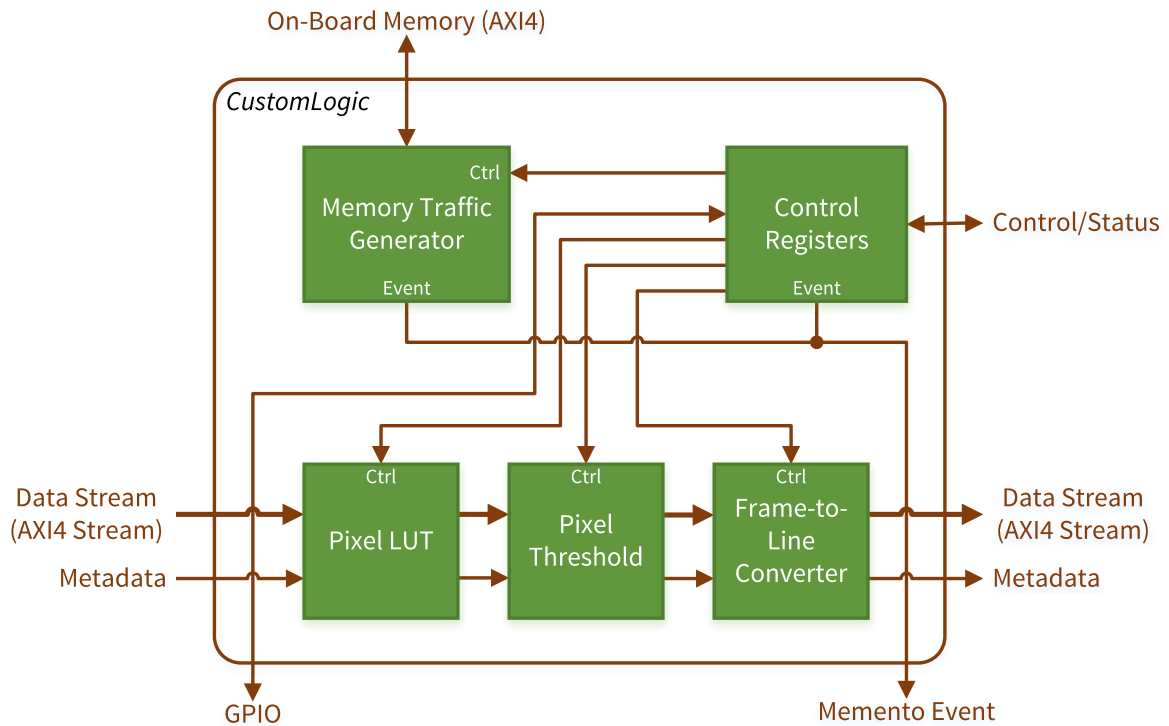 On-Board Memory (AXI4)
CustomLogic
Ctrl
Memory Traffic
Generator
Event
Control
Registers
Event
Control/Status
Data Stream
(AXI4 Stream)
Metadata
Ctrl
Pixel LUT
Ctrl
Pixel
Threshold
Ctrl
Frame-to-
Line
Converter
Data Stream
(AXI4 Stream)
Metadata
GPIO
Memento Event